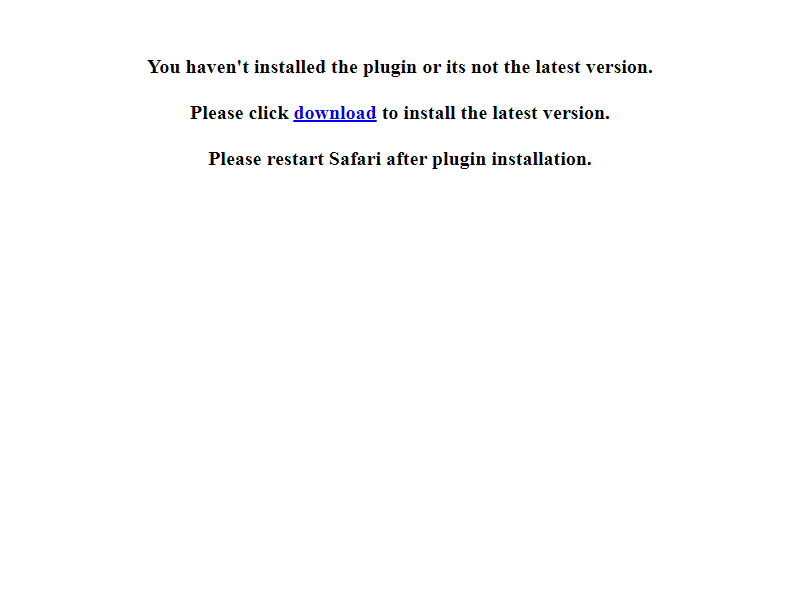 You haven't installed the plugin or its not the latest version.
Please click download to install the latest version.
Please restart Safari after plugin installation.